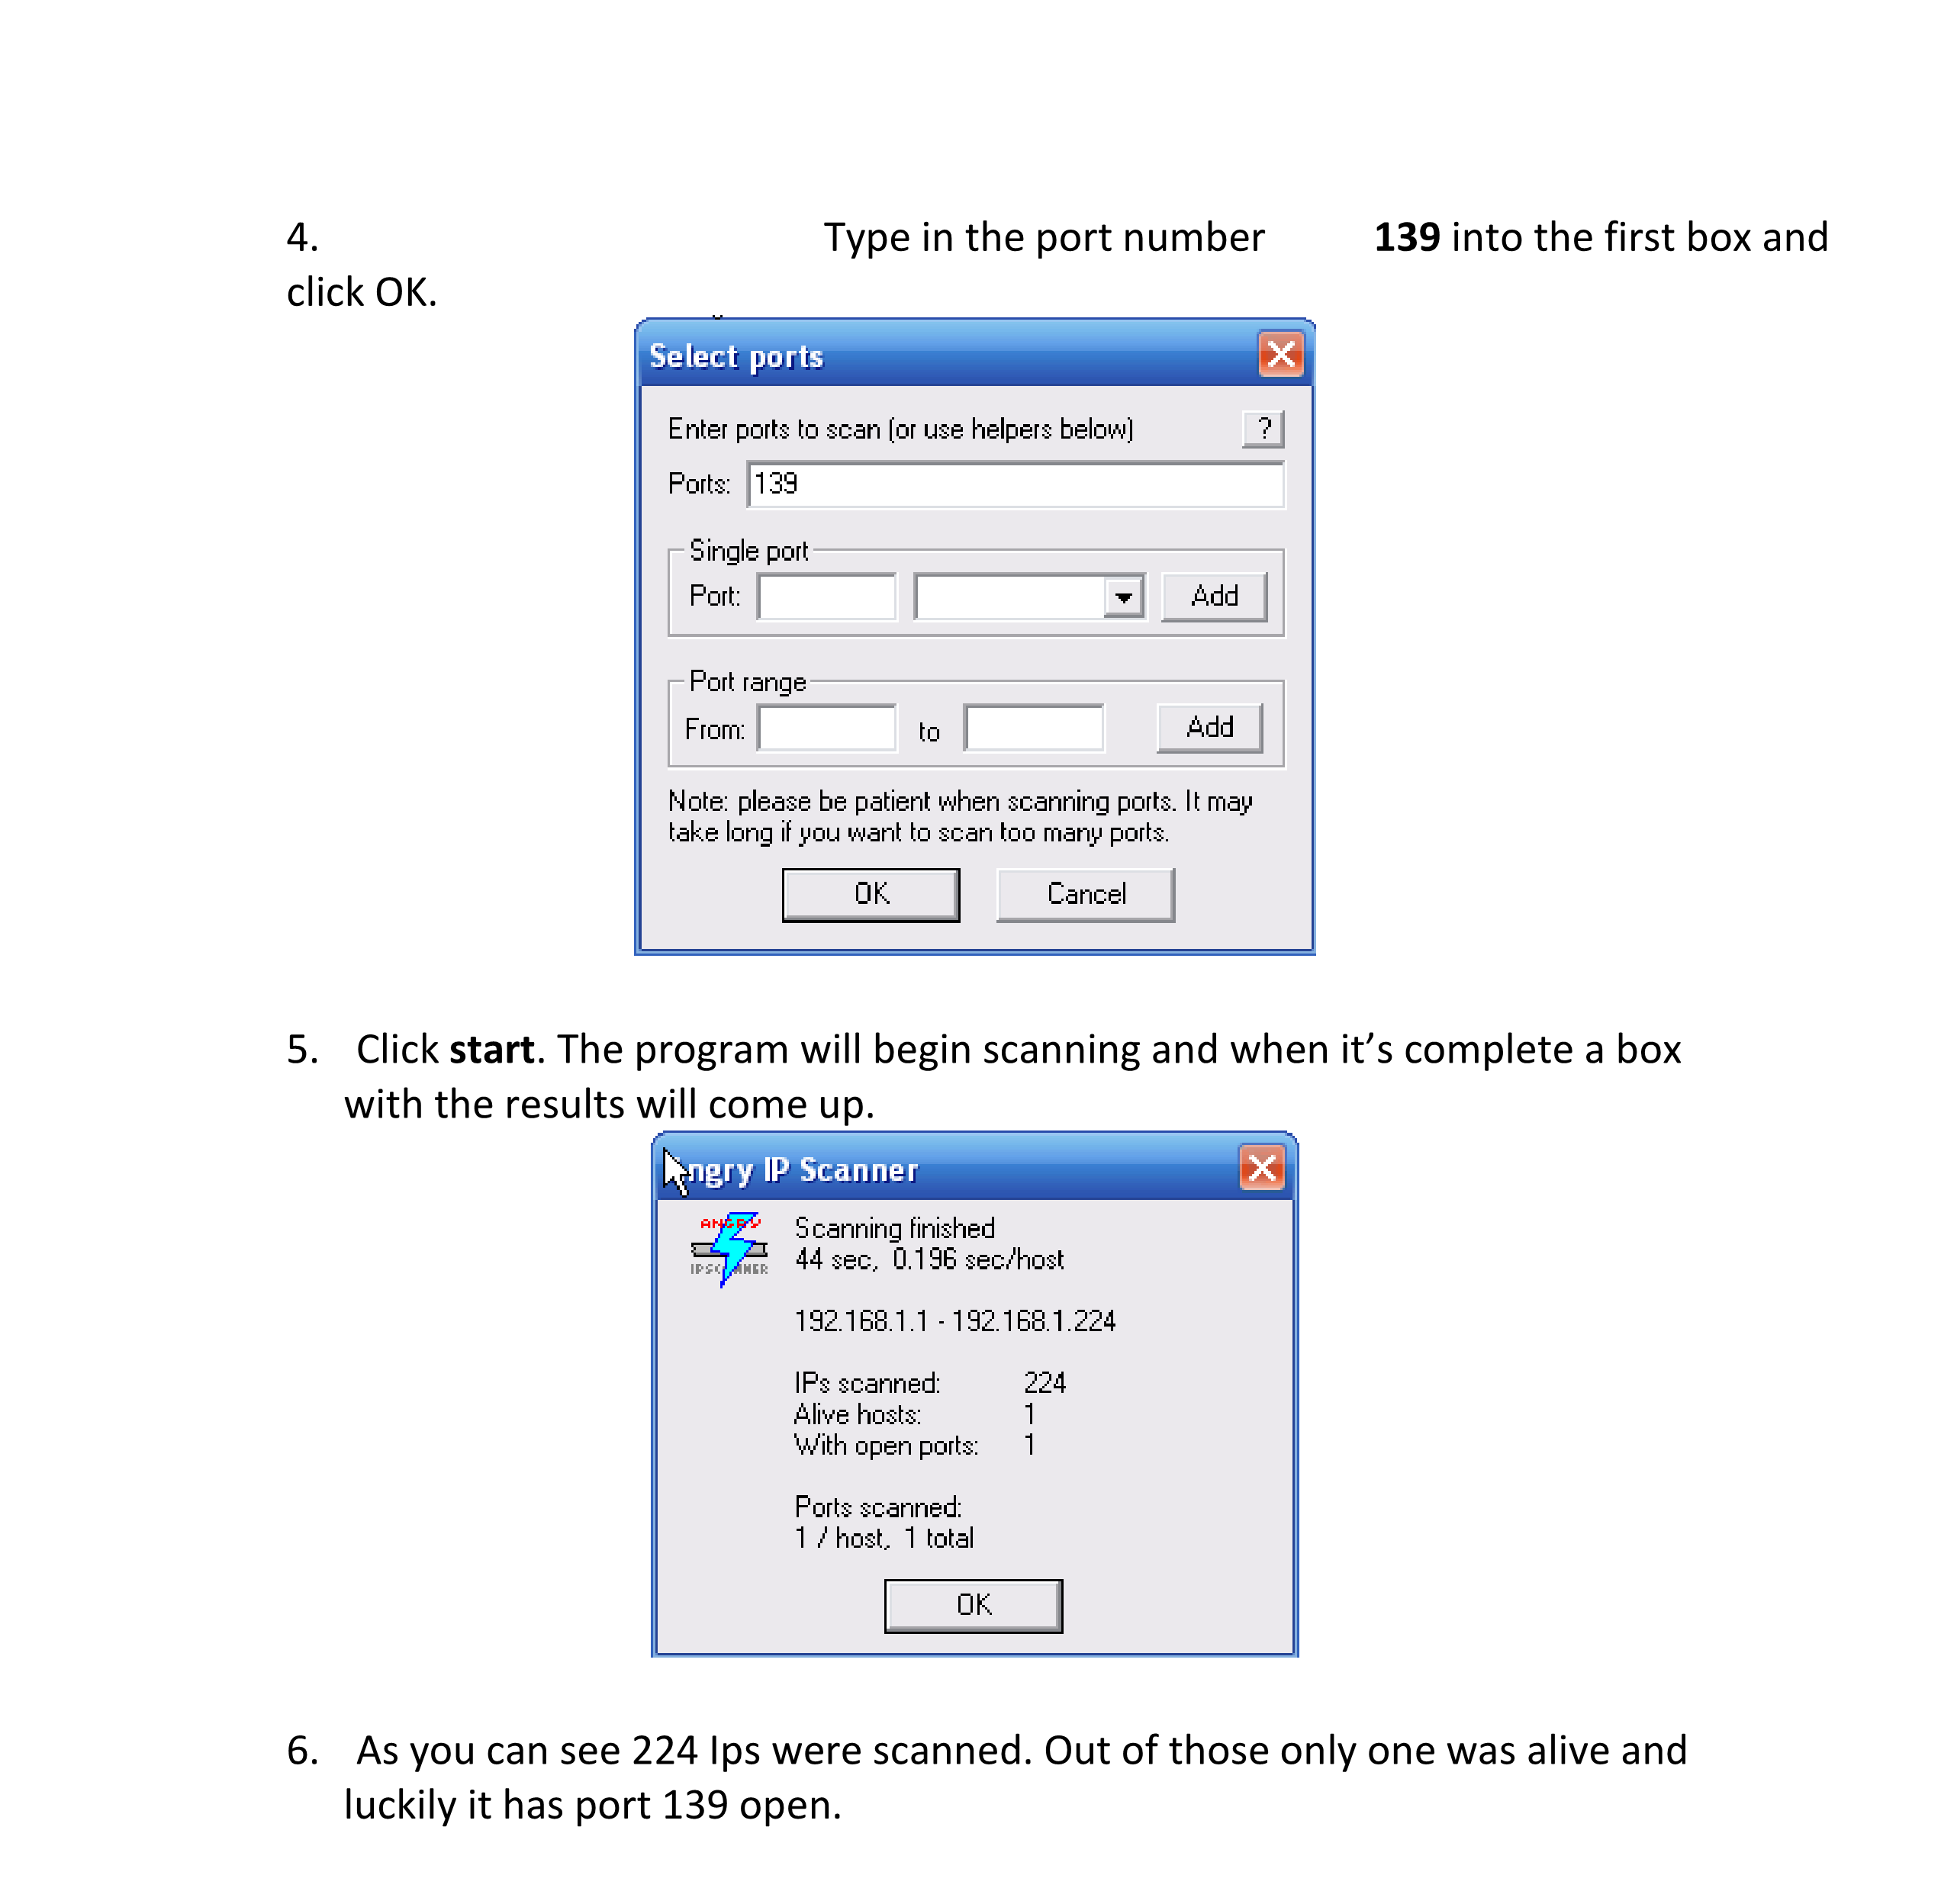 4. Type in the port number 139 into the first box and
click OK.
Select ports
Enter ports to scan (or use helpers below) ?
Ports: 139
Single port
Port: Add
Port range
From: to Add
Note: please be patient when scanning ports. It may
take long if you want to scan too many ports.
OK Cancel
5. Click start. The program will begin scanning and when it’s complete a box
with the results will come up.
ngry IP Scanner
ANGRY
IPSCANNER
Scanning finished
44 sec, 0.196 sec/host
192.168.1.1 - 192.168.1.224
IPs scanned: 224
Alive hosts: 1
With open ports: 1
Ports scanned:
1 / host, 1 total
OK
6. As you can see 224 Ips were scanned. Out of those only one was alive and
luckily it has port 139 open.